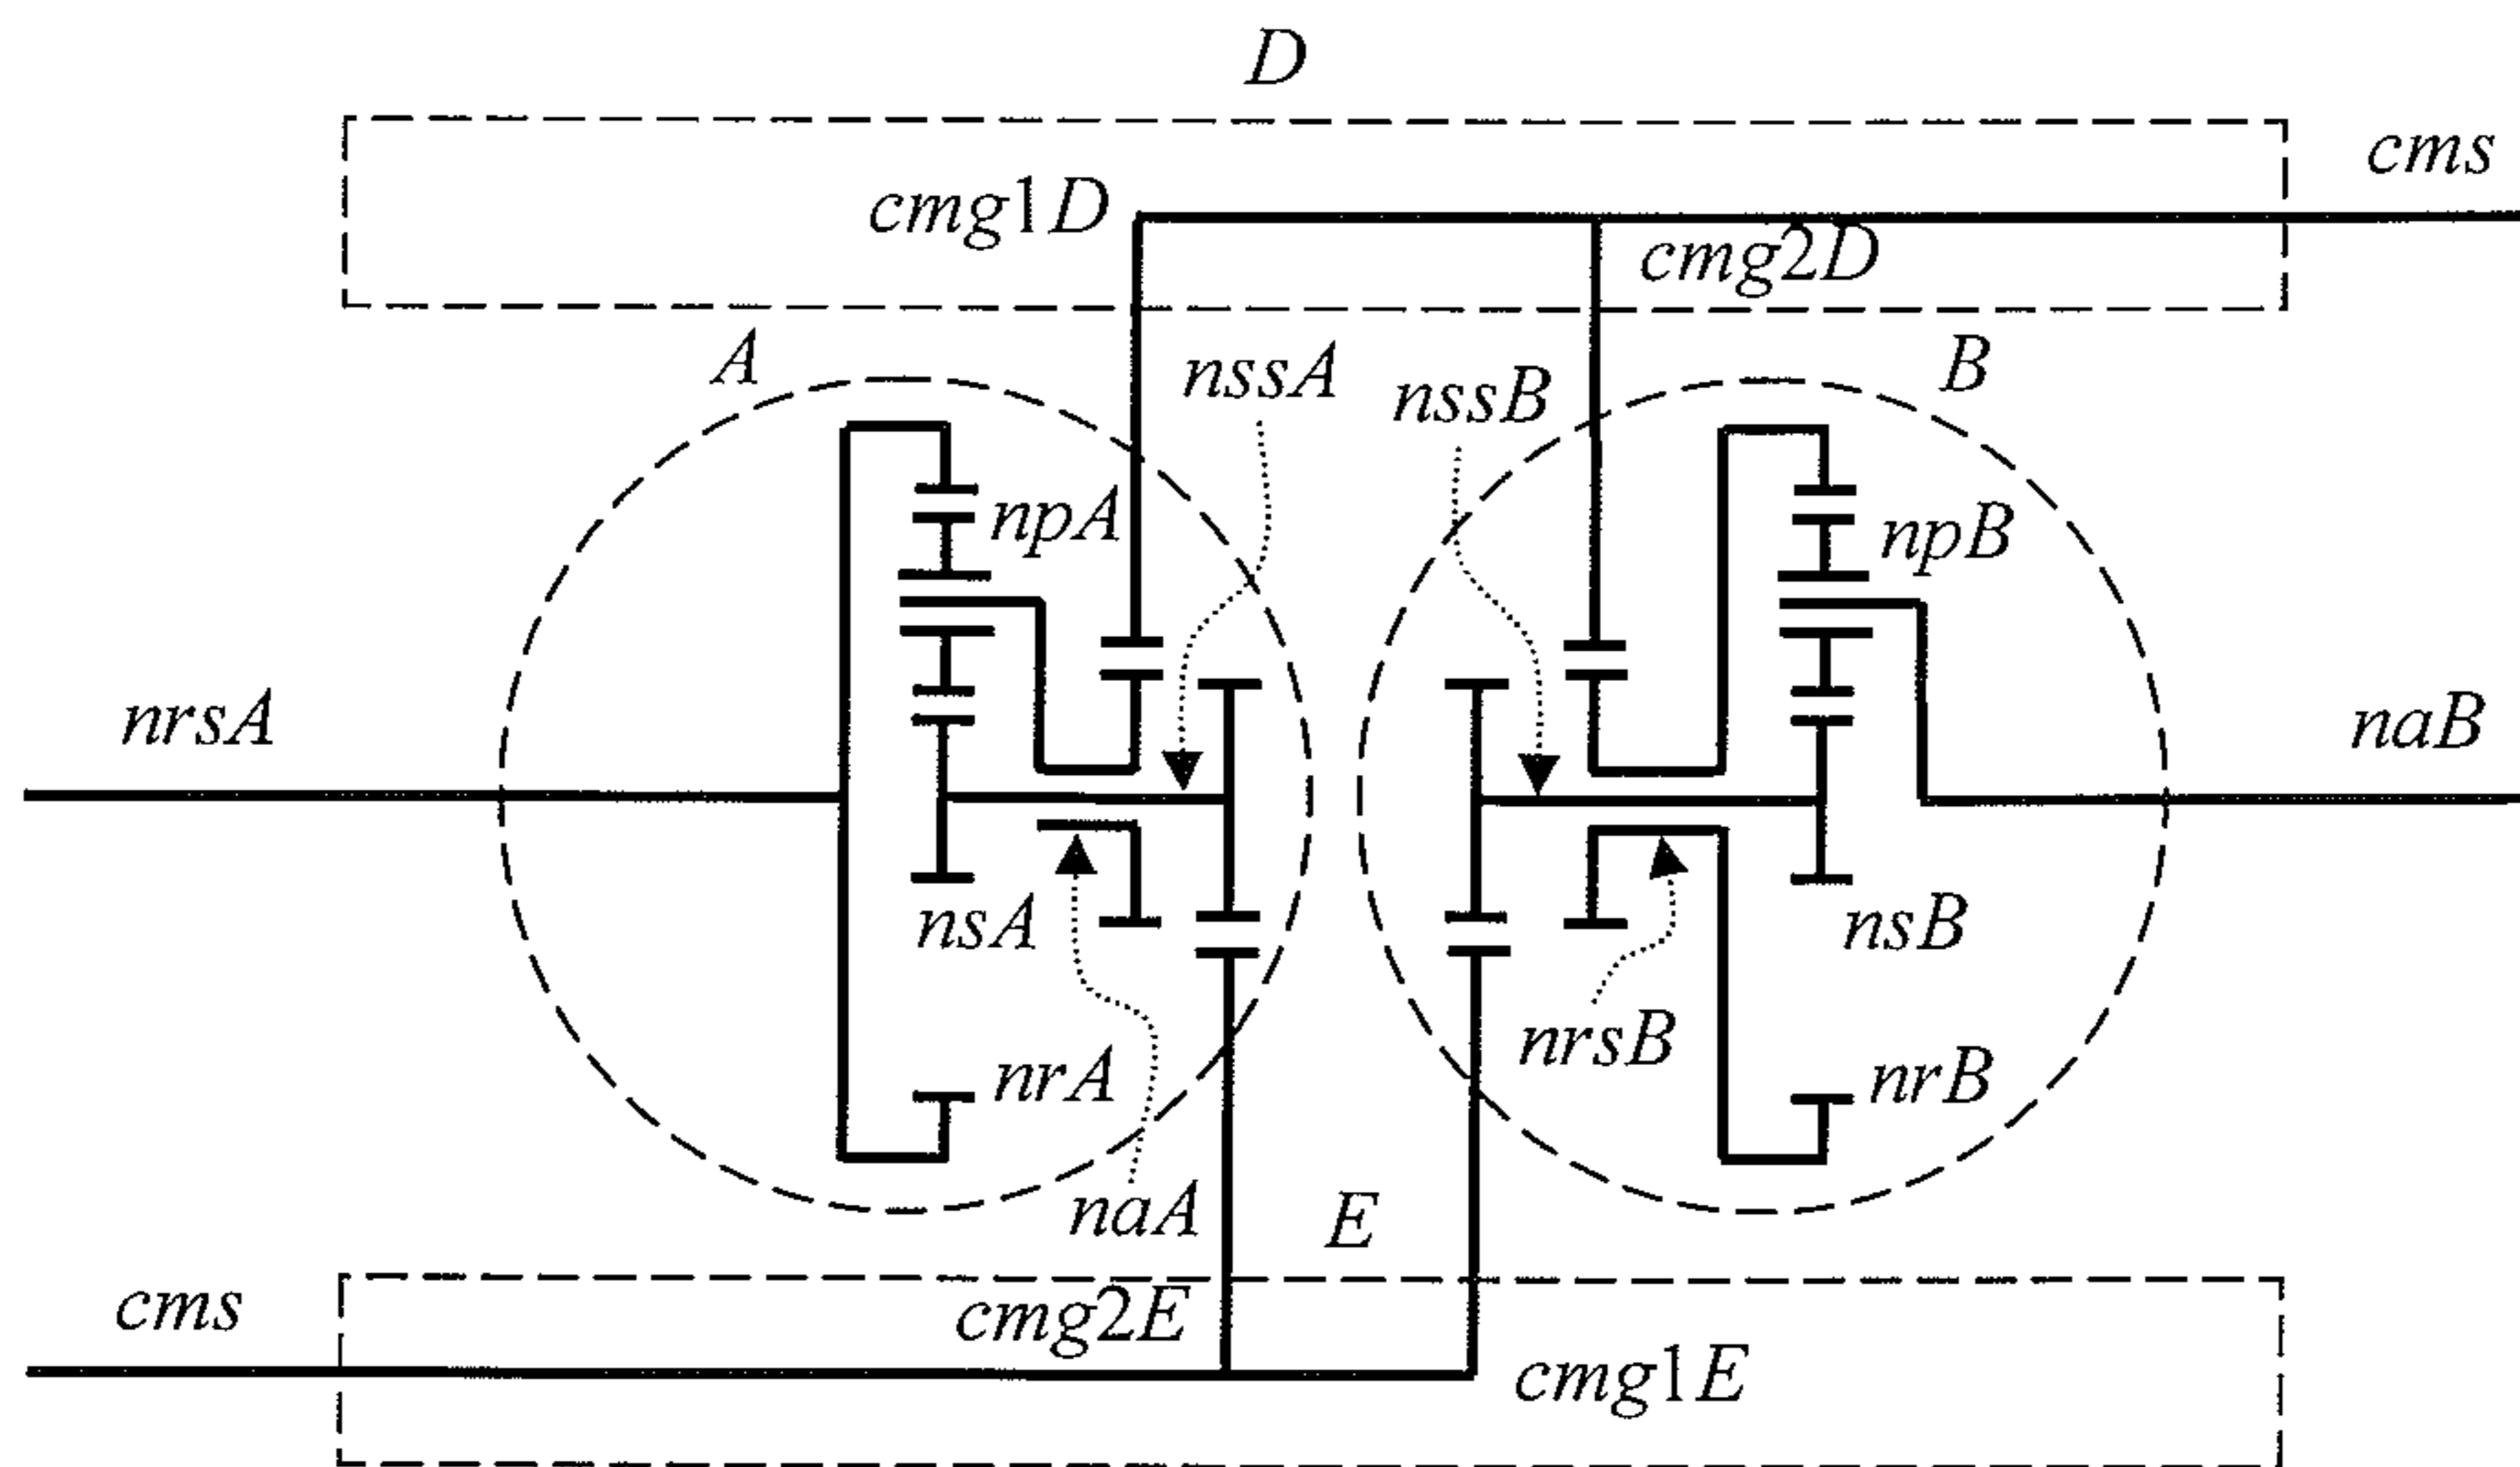 D
cms
cmg1D
cmg2D
A
nssA
nssB
B
npA
npB
nrsA
naB
nsA
nsB
nrsB
nrA
nrB
naA
E
cms
cmg2E
cmg1E